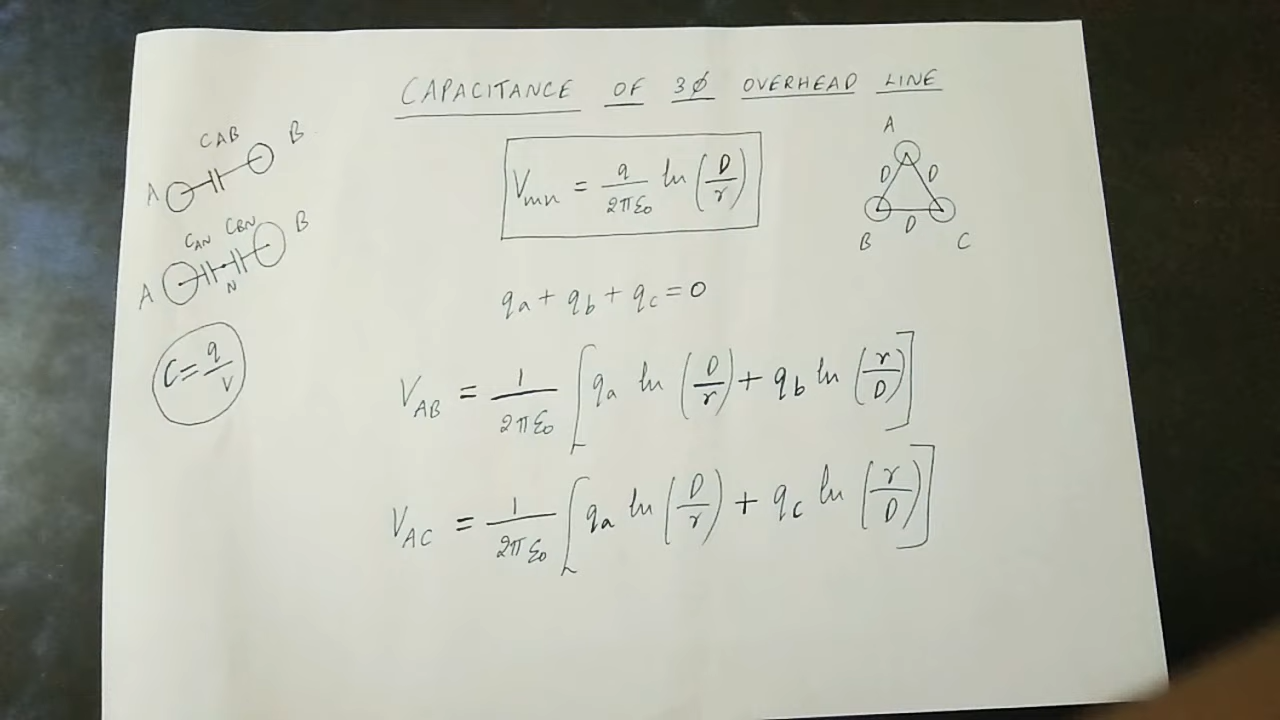 CAPACITANCE OF 3φ OVERHEAD LINE
CAB
A B
CAN CBN
A N B
C = q/V
Vmn = q/2πε₀ ln (D/r)
A
D D
B D C
qa + qb + qc = 0
VAB = 1/2πε₀ [qa ln (D/r) + qb ln (r/D)]
VAC = 1/2πε₀ [qa ln (D/r) + qc ln (r/D)]